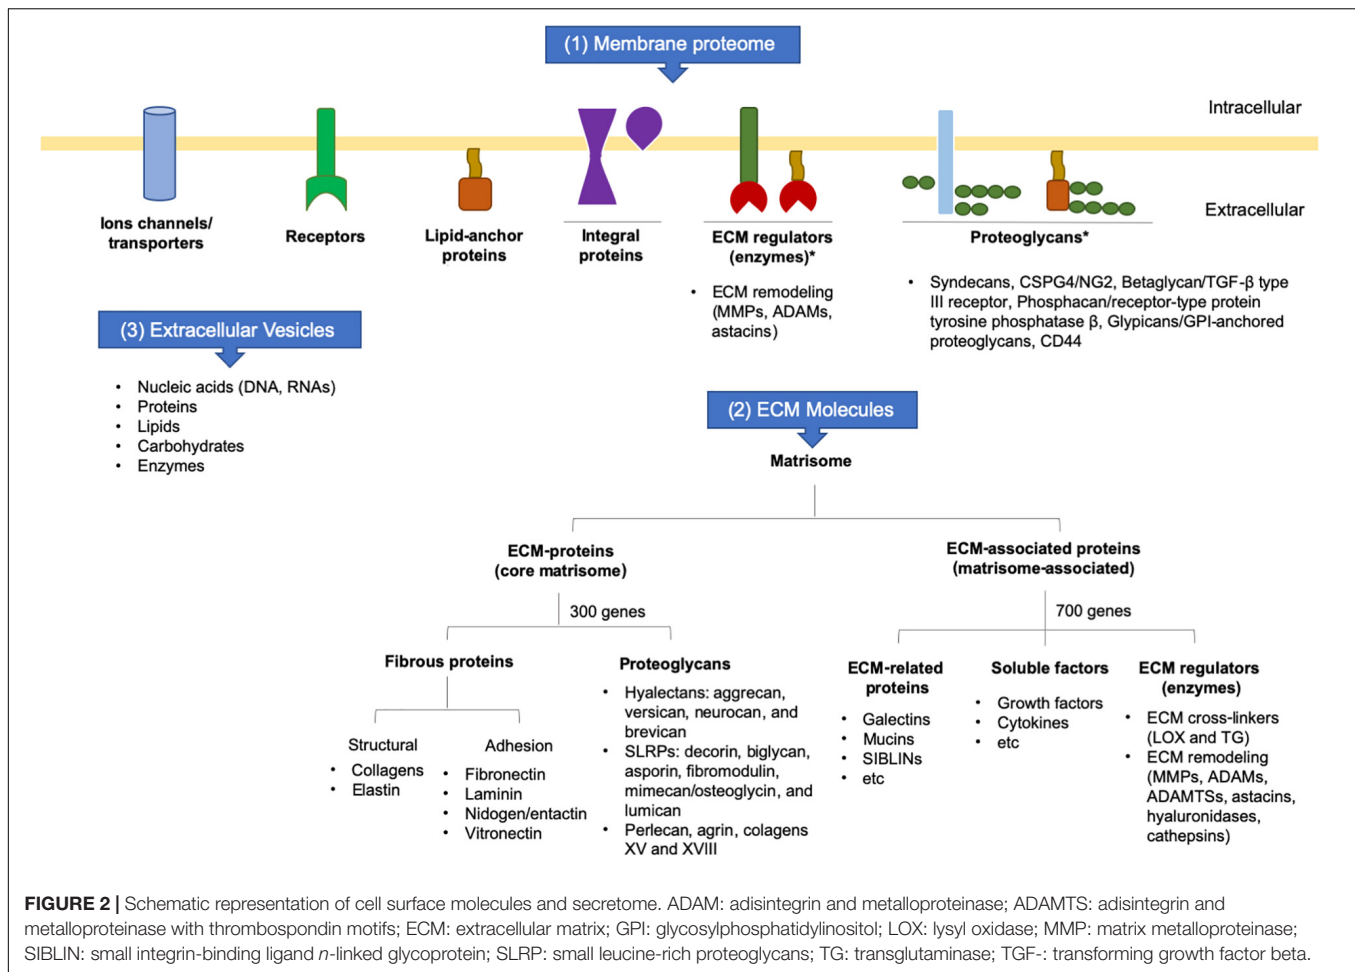 (1) Membrane proteome
Intracellular
Extracellular
Ions channels/
transporters
Receptors
Lipid-anchor
proteins
Integral
proteins
ECM regulators
(enzymes)*
• ECM remodeling
(MMPs, ADAMs,
astacins)
Proteoglycans*
• Syndecans, CSPG4/NG2, Betaglycan/TGF-β type
III receptor, Phosphacan/receptor-type protein
tyrosine phosphatase β, Glypicans/GPI-anchored
proteoglycans, CD44
(3) Extracellular Vesicles
• Nucleic acids (DNA, RNAs)
• Proteins
• Lipids
• Carbohydrates
• Enzymes
(2) ECM Molecules
Matrisome
ECM-proteins
(core matrisome)
300 genes
Fibrous proteins
Structural
• Collagens
• Elastin
Adhesion
• Fibronectin
• Laminin
• Nidogen/entactin
• Vitronectin
Proteoglycans
• Hyalectans: aggrecan,
versican, neurocan, and
brevican
• SLRPs: decorin, biglycan,
asporin, fibromodulin,
mimecan/osteoglycin, and
lumican
• Perlecan, agrin, colagens
XV and XVIII
ECM-associated proteins
(matrisome-associated)
700 genes
ECM-related
proteins
• Galectins
• Mucins
• SIBLINs
• etc
Soluble factors
• Growth factors
• Cytokines
• etc
ECM regulators
(enzymes)
• ECM cross-linkers
(LOX and TG)
• ECM remodeling
(MMPs, ADAMs,
ADAMTSs, astacins,
hyaluronidases,
cathepsins)
FIGURE 2 | Schematic representation of cell surface molecules and secretome. ADAM: adisintegrin and metalloproteinase; ADAMTS: adisintegrin and
metalloproteinase with thrombospondin motifs; ECM: extracellular matrix; GPI: glycosylphosphatidylinositol; LOX: lysyl oxidase; MMP: matrix metalloproteinase;
SIBLIN: small integrin-binding ligand n-linked glycoprotein; SLRP: small leucine-rich proteoglycans; TG: transglutaminase; TGF-: transforming growth factor beta.